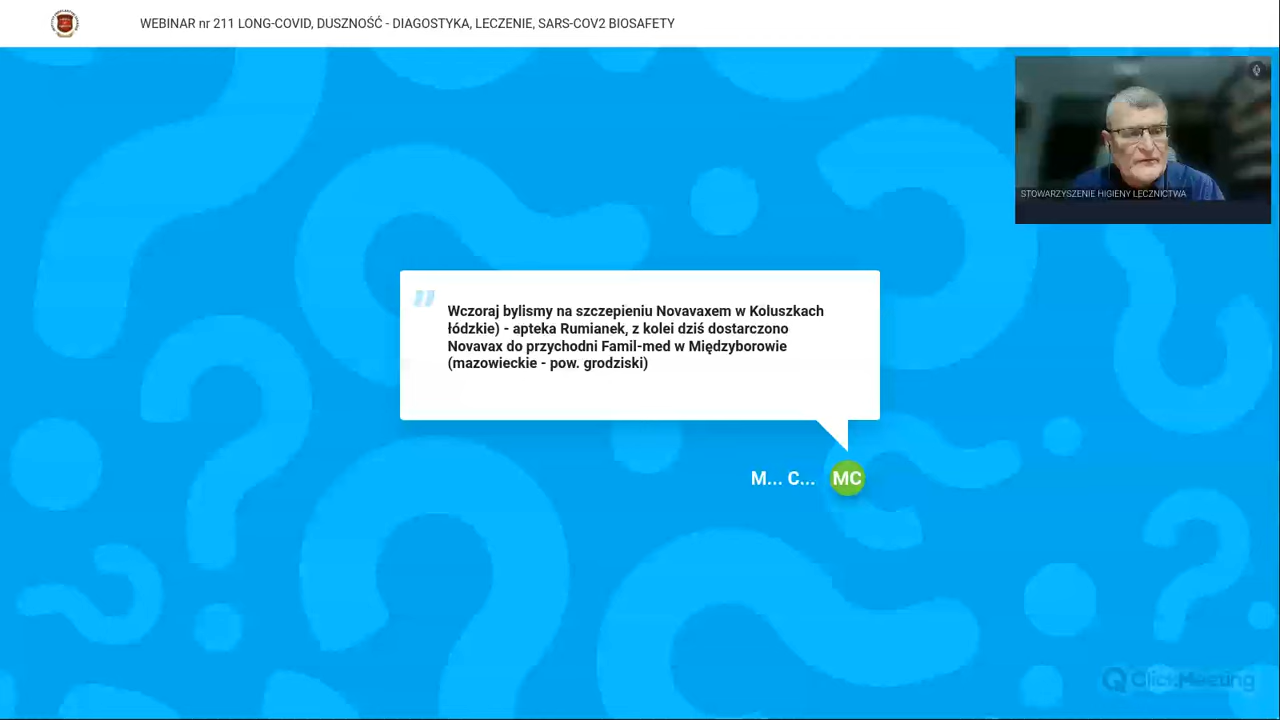 WEBINAR nr 211 LONG-COVID, DUSZNOŚĆ - DIAGOSTYKA, LECZENIE, SARS-COV2 BIOSAFETY
STOWARZYSZENIE HIGIENY LECZNICTWA
Wczoraj bylismy na szczepieniu Novavaxem w Koluszkach
łódzkie) - apteka Rumianek, z kolei dziś dostarczono
Novavax do przychodni Famil-med w Międzyborowie
(mazowieckie - pow. grodziski)
M... C... MC
ClickMeeting